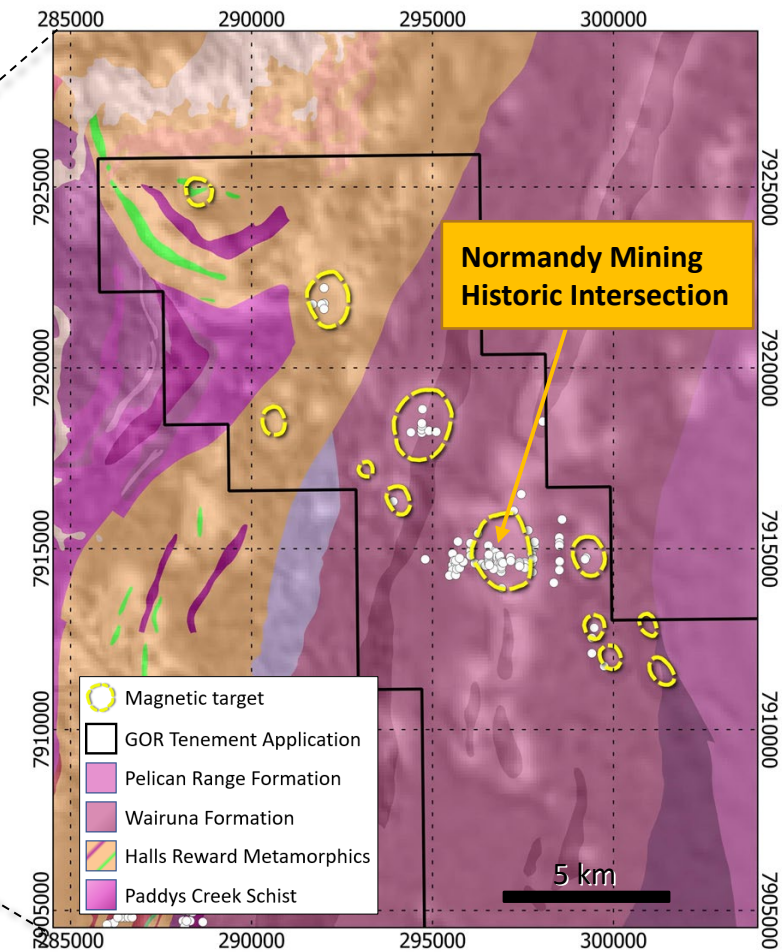 285000 290000 295000 300000
7925000 7925000
Normandy Mining
Historic Intersection
7920000 7920000
7915000 7915000
Magnetic target
GOR Tenement Application
7910000 7910000
Pelican Range Formation
Wairuna Formation
Halls Reward Metamorphics
5 km
Paddys Creek Schist
7905000 7905000
285000 290000 295000 300000